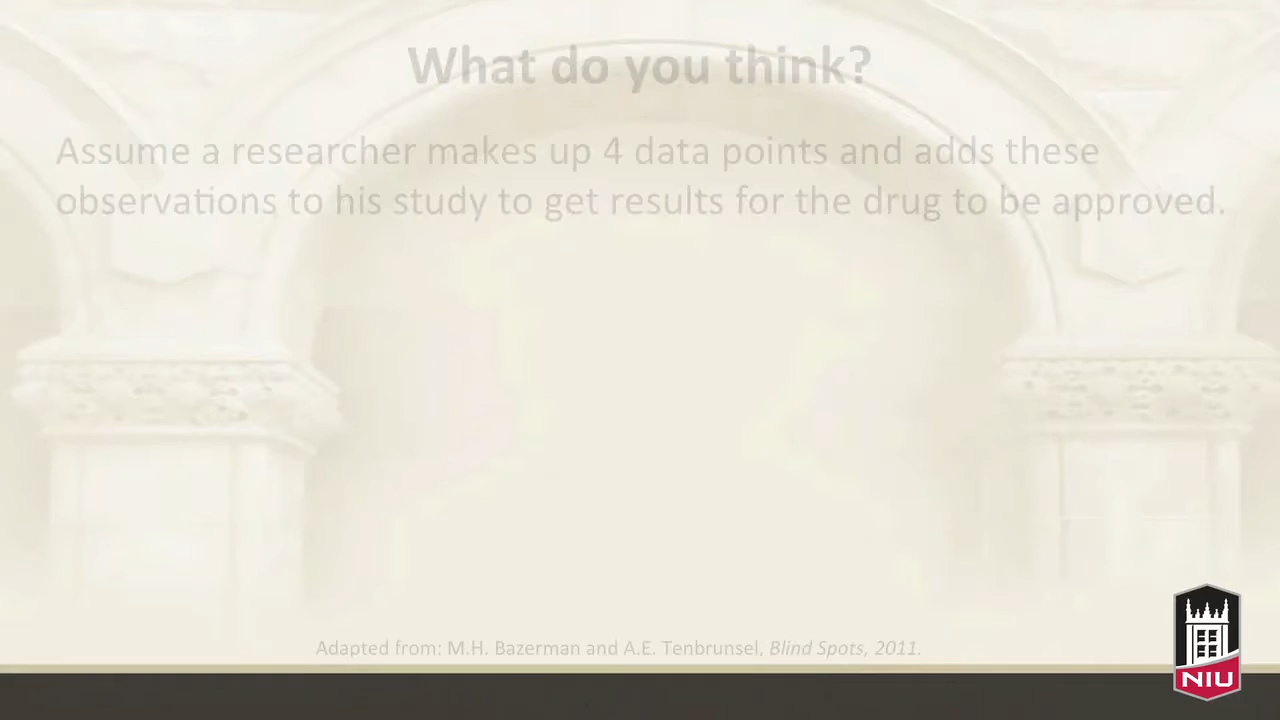 What do you think?
Assume a researcher makes up 4 data points and adds these
observations to his study to get results for the drug to be approved.
Adapted from: M.H. Bazerman and A.E. Tenbrunsel, Blind Spots, 2011.
NIU